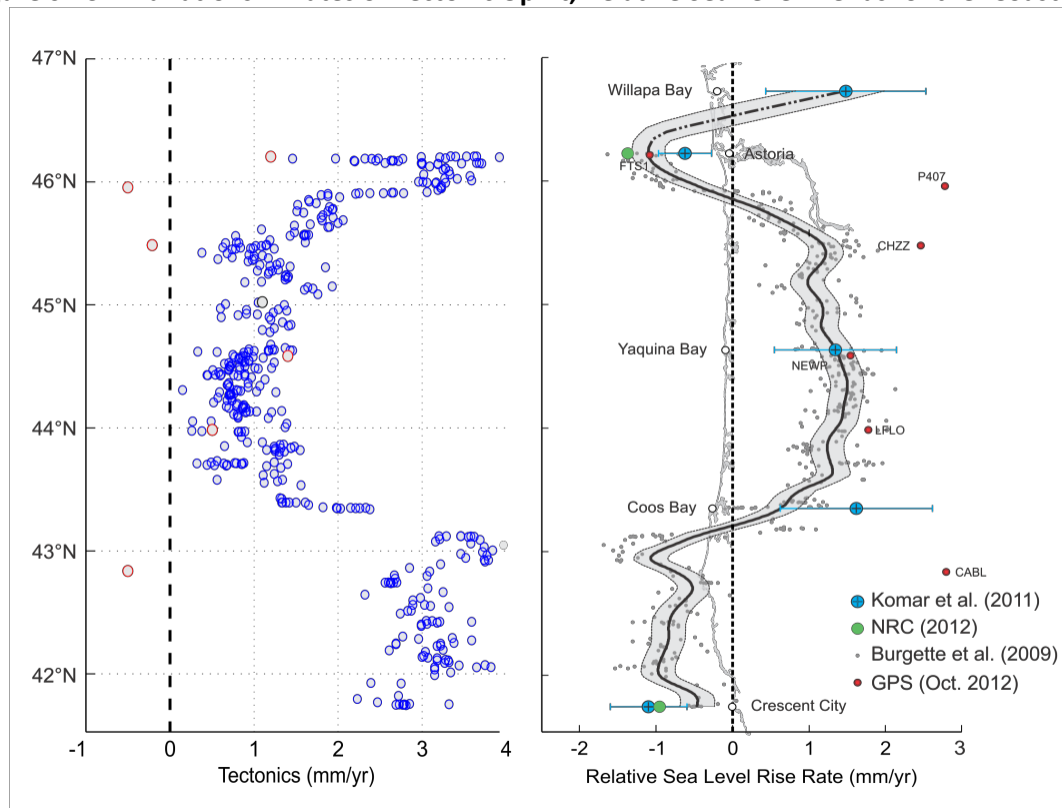 47°N
46°N
45°N
44°N
43°N
42°N
-1 0 1 2 3 4
Tectonics (mm/yr)
Willapa Bay
Astoria
FTS1
P407
CHZZ
Yaquina Bay
NEWP
LFLO
Coos Bay
CABL
Komar et al. (2011)
NRC (2012)
Burgette et al. (2009)
GPS (Oct. 2012)
Crescent City
-2 -1 0 1 2 3
Relative Sea Level Rise Rate (mm/yr)